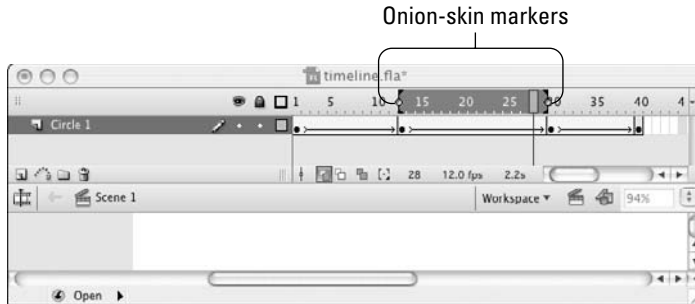 Onion-skin markers
timeline.fla*
1 5 10 15 20 25 30 35 40 4
Circle 1
28 12.0 fps 2.2s
Scene 1 Workspace 94%
Open